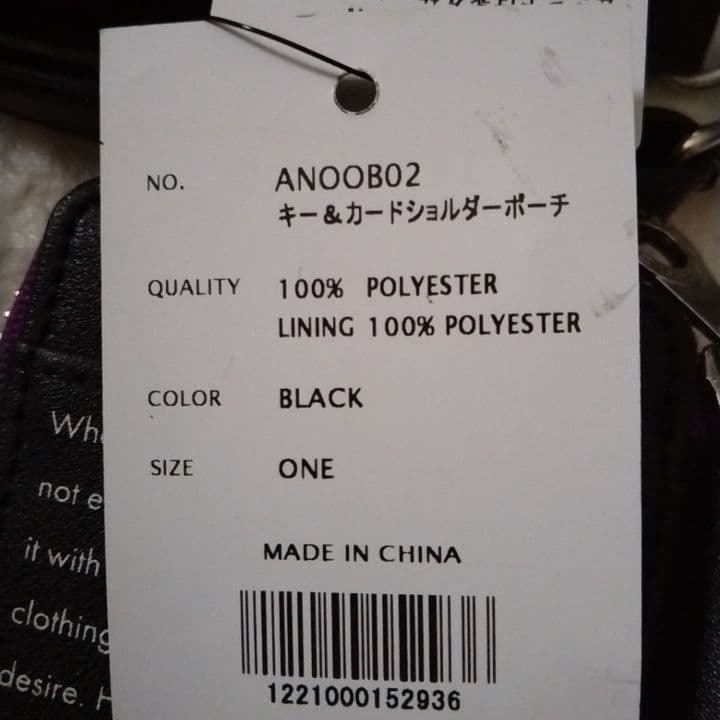 NO. ANOOB02
キー&カードショルダーポーチ
QUALITY 100% POLYESTER
LINING 100% POLYESTER
COLOR BLACK
SIZE ONE
MADE IN CHINA
1221000152936
not e
it with
clothing
desire. H